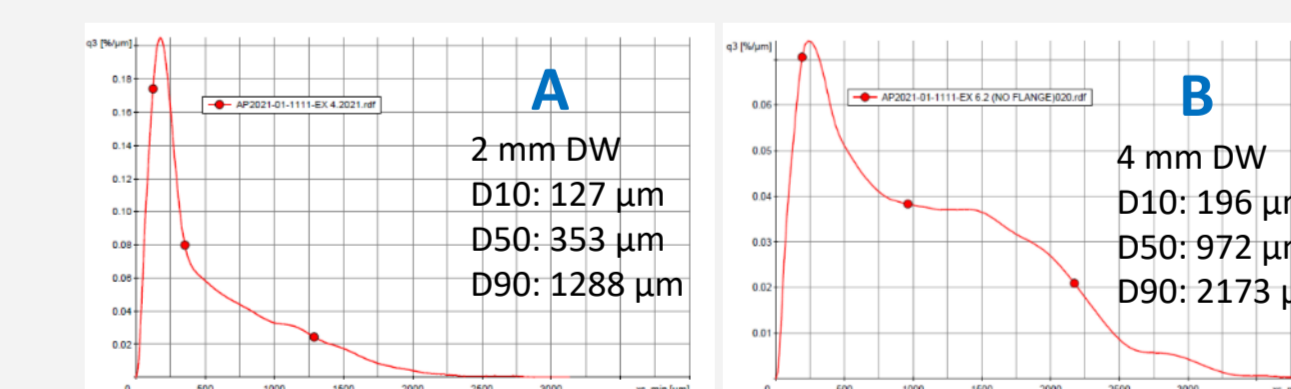 q3 [%/µm]
0.18
0.16
0.14
0.12
0.10
0.08
0.06
0.04
0.02
0
500
1000
1500
2000
2500
3000
AP2021-01-1111-EX 4.2021.rdf
A
2 mm DW
D10: 127 µm
D50: 353 µm
D90: 1288 µm
q3 [%/µm]
0.06
0.05
0.04
0.03
0.02
0.01
0
500
1000
1500
2000
2500
3000
AP2021-01-1111-EX 6.2 (NO FLANGE)020.rdf
B
4 mm DW
D10: 196 µm
D50: 972 µm
D90: 2173 µ